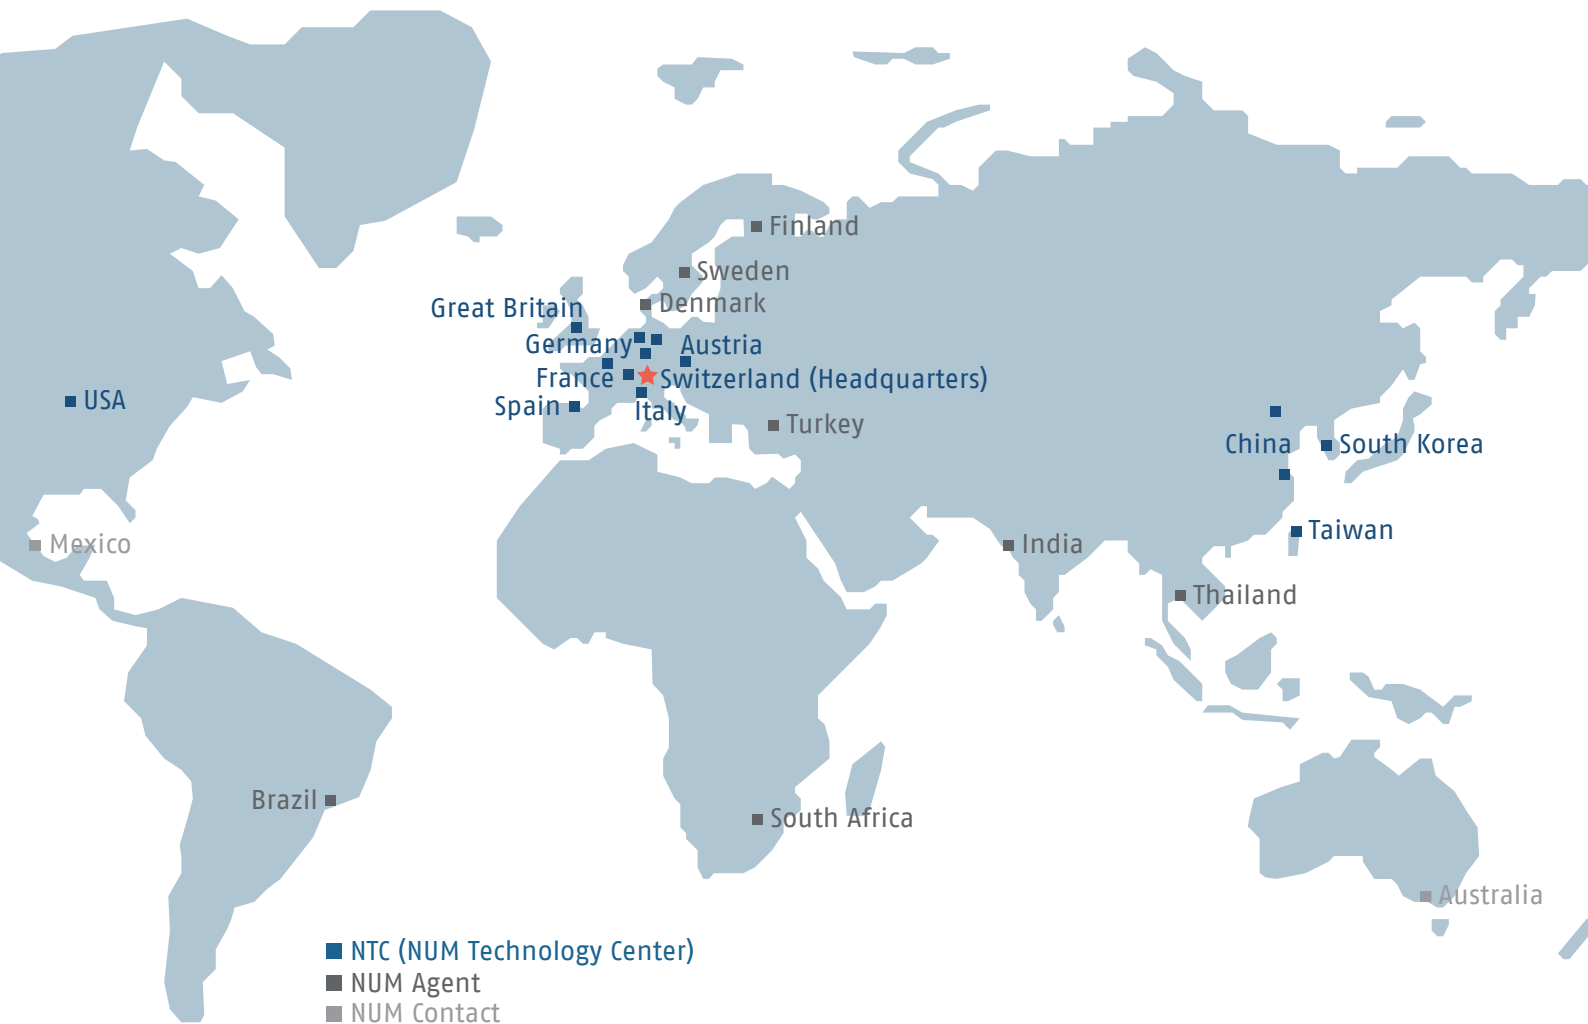 Finland
Sweden
Denmark
Great Britain
Germany
Austria
France
Switzerland (Headquarters)
USA
Spain
Italy
Turkey
China
South Korea
Taiwan
Mexico
India
Thailand
Brazil
South Africa
Australia
NTC (NUM Technology Center)
NUM Agent
NUM Contact